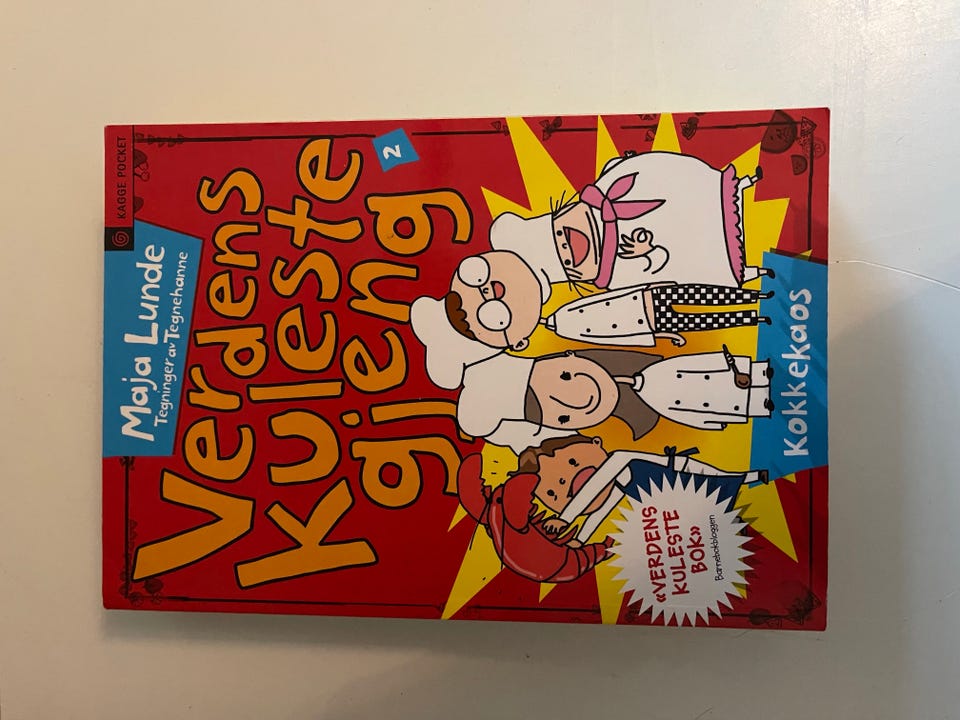 KAGGE POCKET
Maja Lunde
Tegninger av Tegnehanne
Verdens
kuleste
gjeng
2
«VERDENS
KULESTE
BOK»
Barnebokbloggen
Kokkekaos